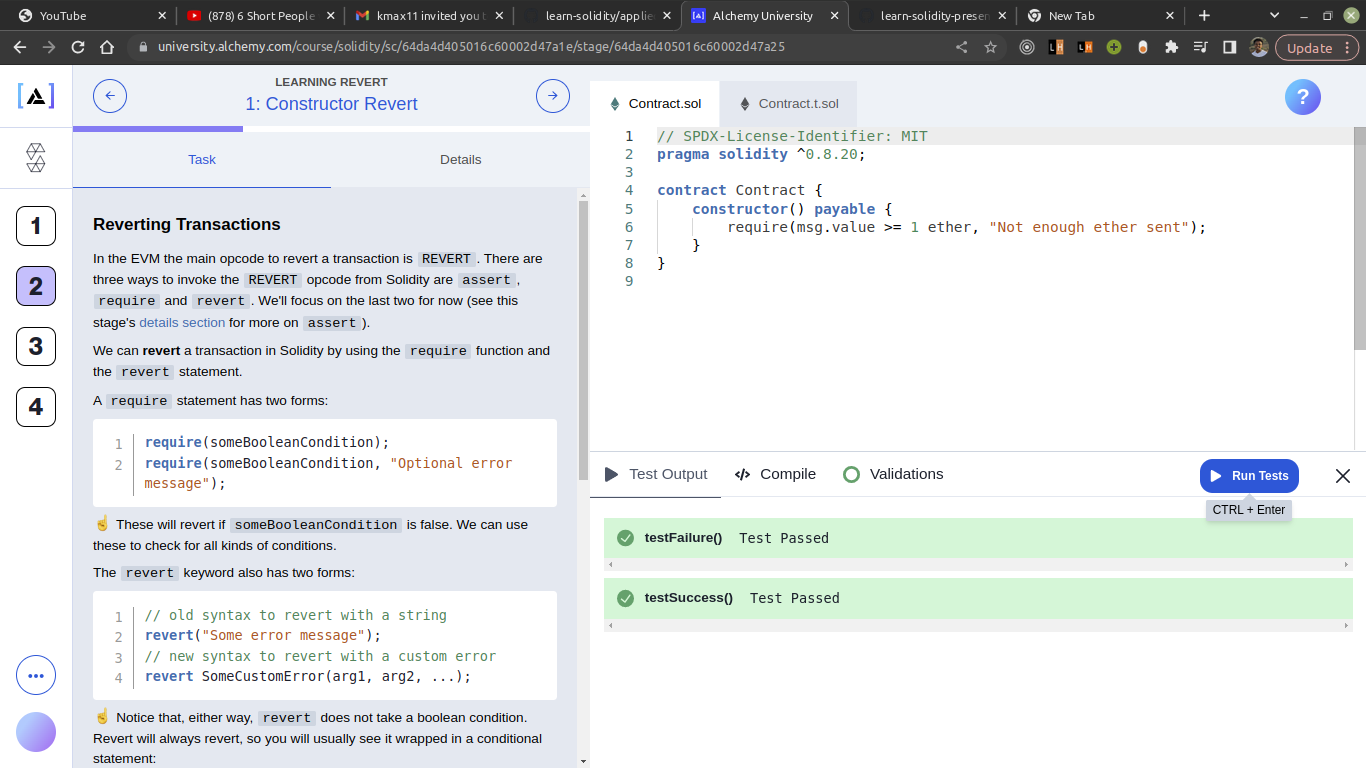 YouTube
(878) 6 Short People
kmax11 invited you t
learn-solidity/applie
Alchemy University
learn-solidity-presen
New Tab
university.alchemy.com/course/solidity/sc/64da4d405016c60002d47a1e/stage/64da4d405016c60002d47a25
LH
LH
Update
LEARNING REVERT
1: Constructor Revert
Task
Details
1
2
3
4
Reverting Transactions
In the EVM the main opcode to revert a transaction is REVERT. There are
three ways to invoke the REVERT opcode from Solidity are assert,
require and revert. We'll focus on the last two for now (see this
stage's details section for more on assert).
We can revert a transaction in Solidity by using the require function and
the revert statement.
A require statement has two forms:
1 require(someBooleanCondition);
2 require(someBooleanCondition, "Optional error
message");
☝ These will revert if someBooleanCondition is false. We can use
these to check for all kinds of conditions.
The revert keyword also has two forms:
1 // old syntax to revert with a string
2 revert("Some error message");
3 // new syntax to revert with a custom error
4 revert SomeCustomError(arg1, arg2, ...);
☝ Notice that, either way, revert does not take a boolean condition.
Revert will always revert, so you will usually see it wrapped in a conditional
statement:
Contract.sol
Contract.t.sol
?
1 // SPDX-License-Identifier: MIT
2 pragma solidity ^0.8.20;
3
4 contract Contract {
5 constructor() payable {
6 require(msg.value >= 1 ether, "Not enough ether sent");
7 }
8 }
9
Test Output
</> Compile
Validations
Run Tests
CTRL + Enter
testFailure() Test Passed
testSuccess() Test Passed